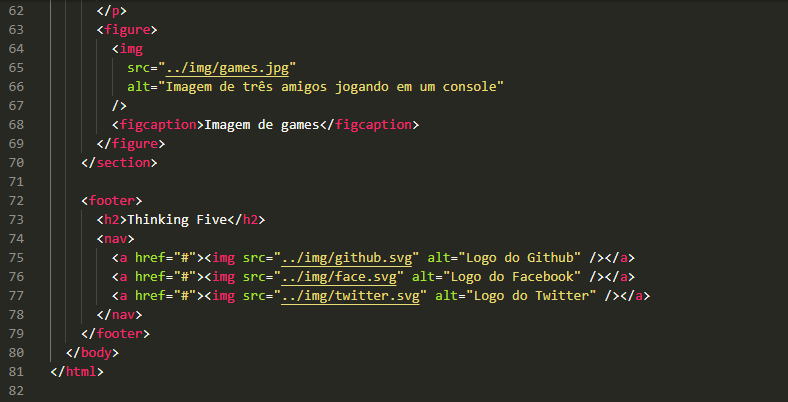 62 </p>
63 <figure>
64 <img
65 src="../img/games.jpg"
66 alt="Imagem de três amigos jogando em um console"
67 />
68 <figcaption>Imagem de games</figcaption>
69 </figure>
70 </section>
71
72 <footer>
73 <h2>Thinking Five</h2>
74 <nav>
75 <a href="#"><img src="../img/github.svg" alt="Logo do Github" /></a>
76 <a href="#"><img src="../img/face.svg" alt="Logo do Facebook" /></a>
77 <a href="#"><img src="../img/twitter.svg" alt="Logo do Twitter" /></a>
78 </nav>
79 </footer>
80 </body>
81 </html>
82